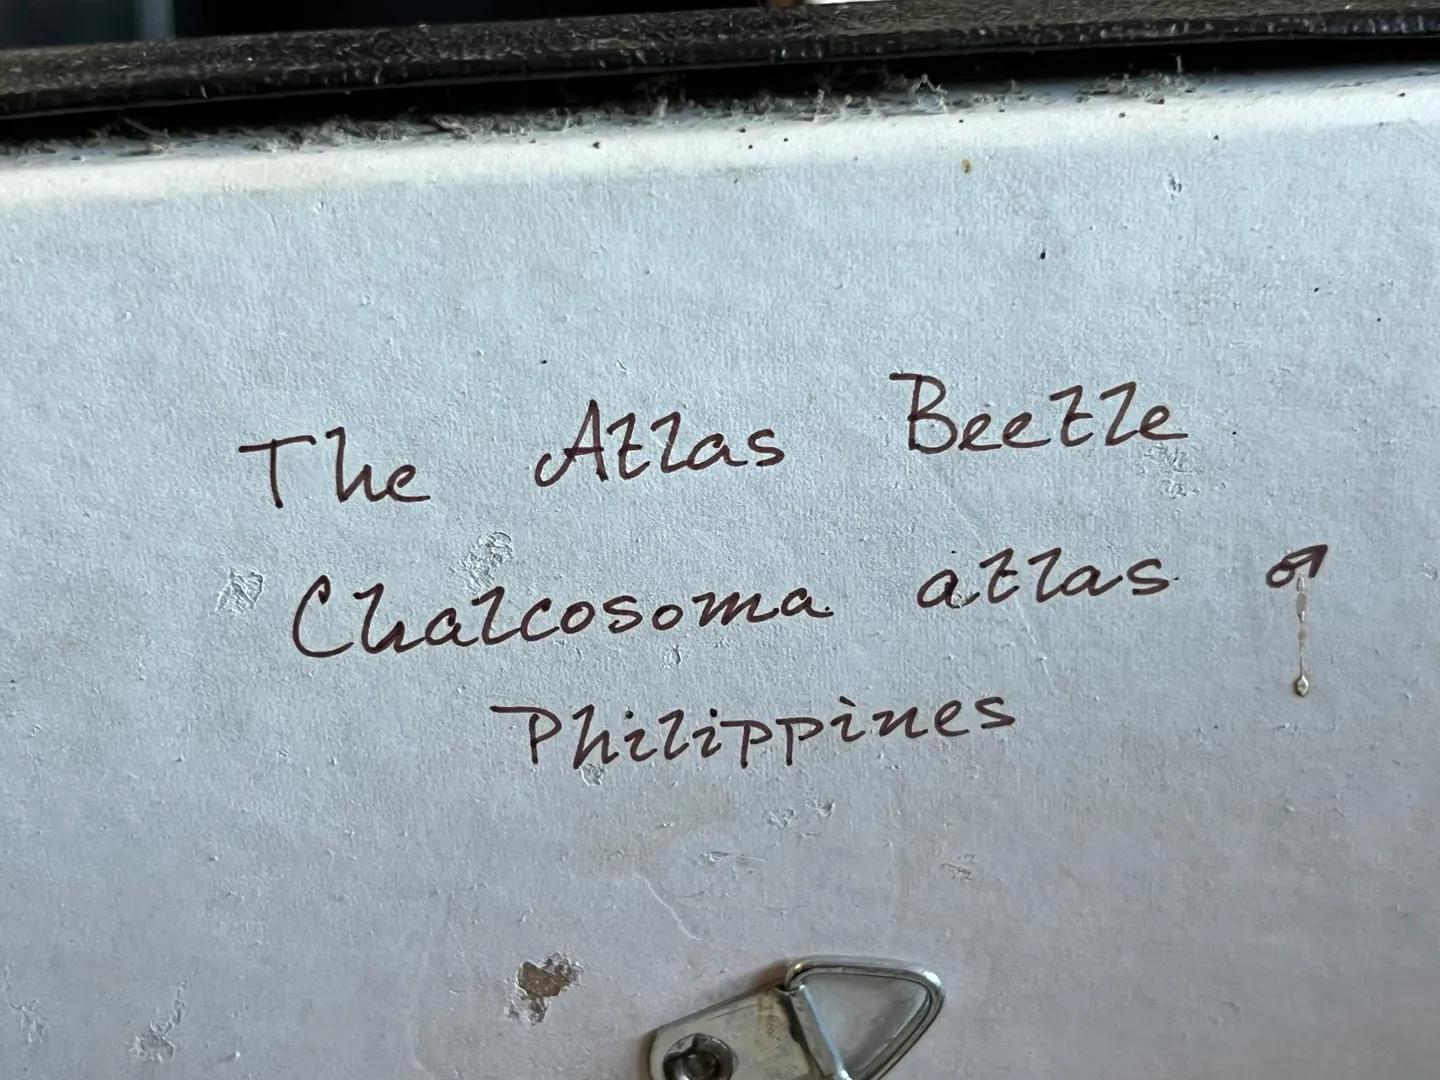 The Atlas Beetle
Chalcosoma atlas ♂
Philippines